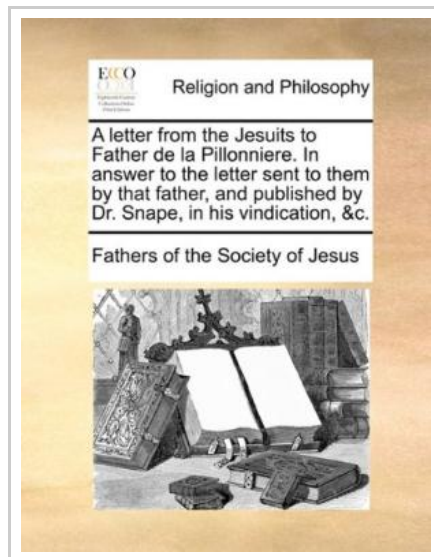 ECCO
Religion and Philosophy
A letter from the Jesuits to
Father de la Pillonniere. In
answer to the letter sent to them
by that father, and published by
Dr. Snape, in his vindication, &c.
Fathers of the Society of Jesus